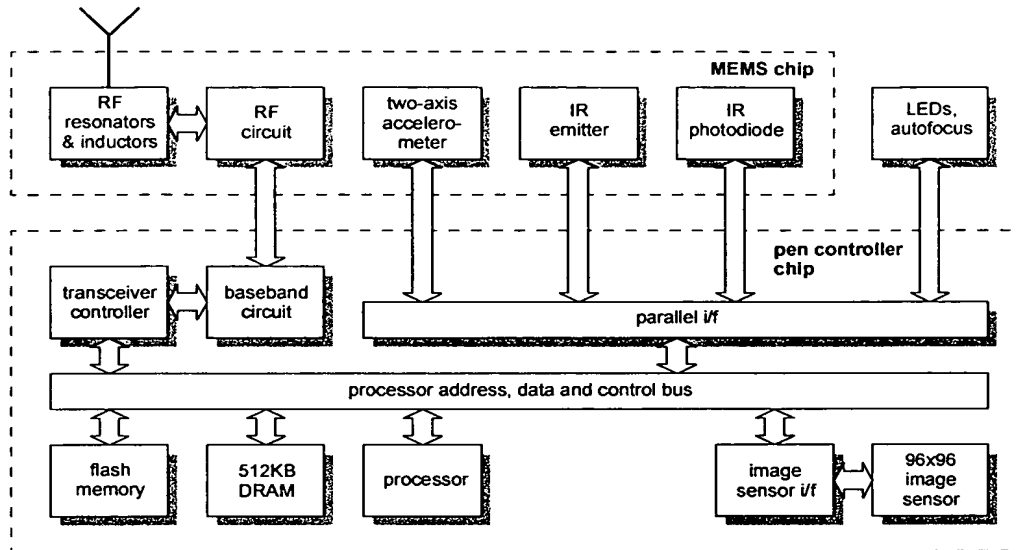 MEMS chip
RF
resonators
& inductors
RF
circuit
two-axis
accelero-
meter
IR
emitter
IR
photodiode
LEDs,
autofocus
pen controller
chip
transceiver
controller
baseband
circuit
parallel i/f
processor address, data and control bus
flash
memory
512KB
DRAM
processor
image
sensor i/f
96x96
image
sensor